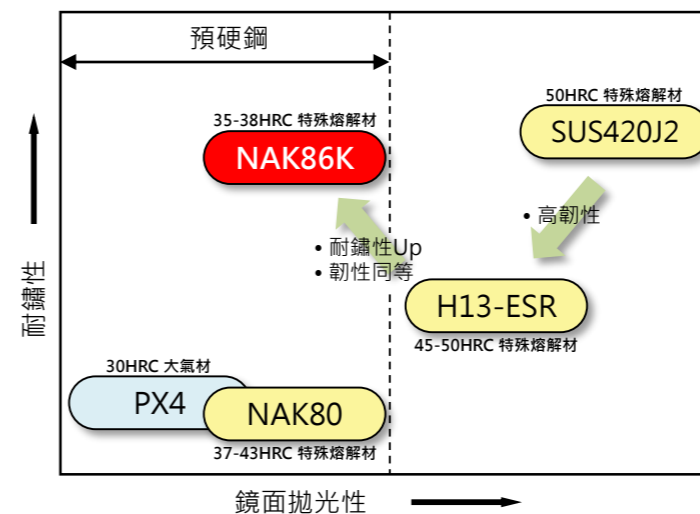 預硬鋼
50HRC 特殊熔解材
SUS420J2
35-38HRC 特殊熔解材
NAK86K
• 高韌性
• 耐鏽性Up
• 韌性同等
H13-ESR
45-50HRC 特殊熔解材
耐鏽性
30HRC 大氣材
PX4
NAK80
37-43HRC 特殊熔解材
鏡面拋光性